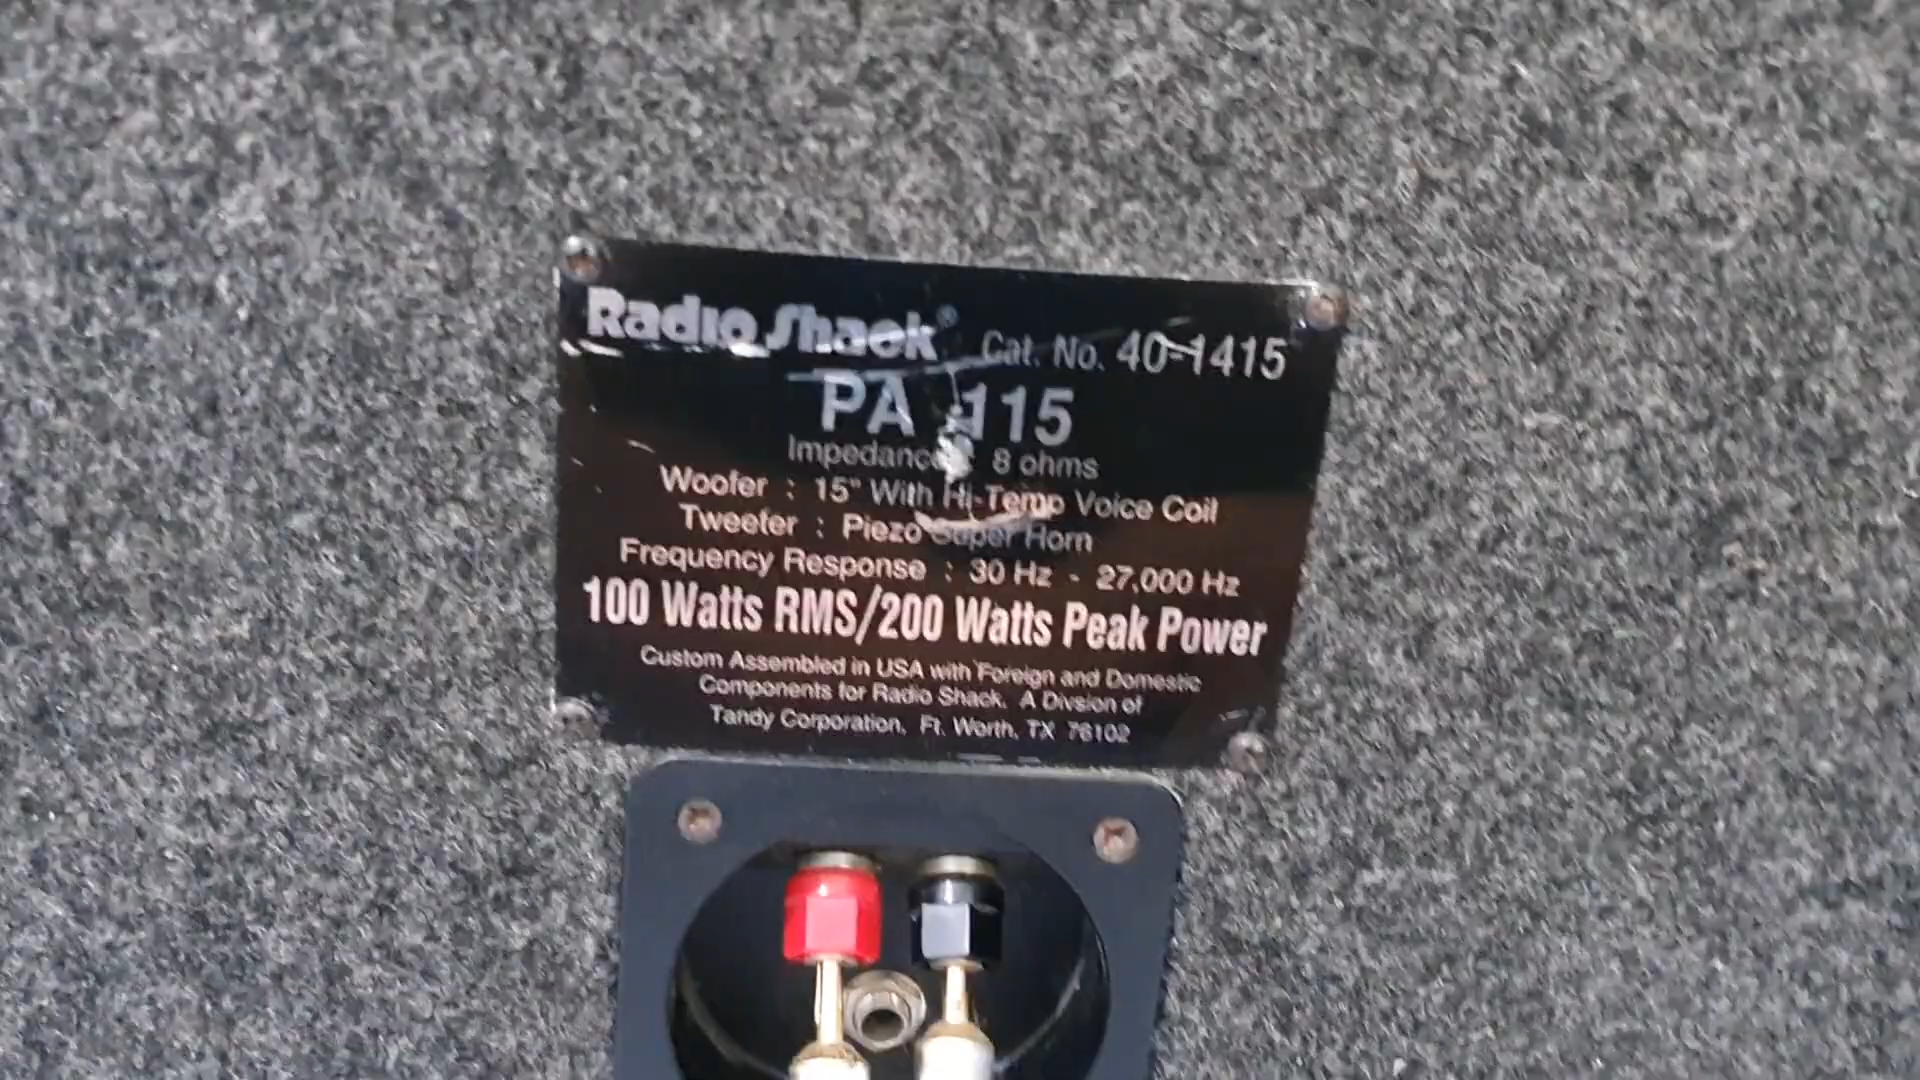 Radio Shack® Cat. No. 40-1415
PA-115
Impedance : 8 ohms
Woofer : 15" With Hi-Temp Voice Coil
Tweeter : Piezo Super Horn
Frequency Response : 30 Hz - 27,000 Hz
100 Watts RMS/200 Watts Peak Power
Custom Assembled in USA with Foreign and Domestic
Components for Radio Shack. A Division of
Tandy Corporation, Ft. Worth, TX 76102